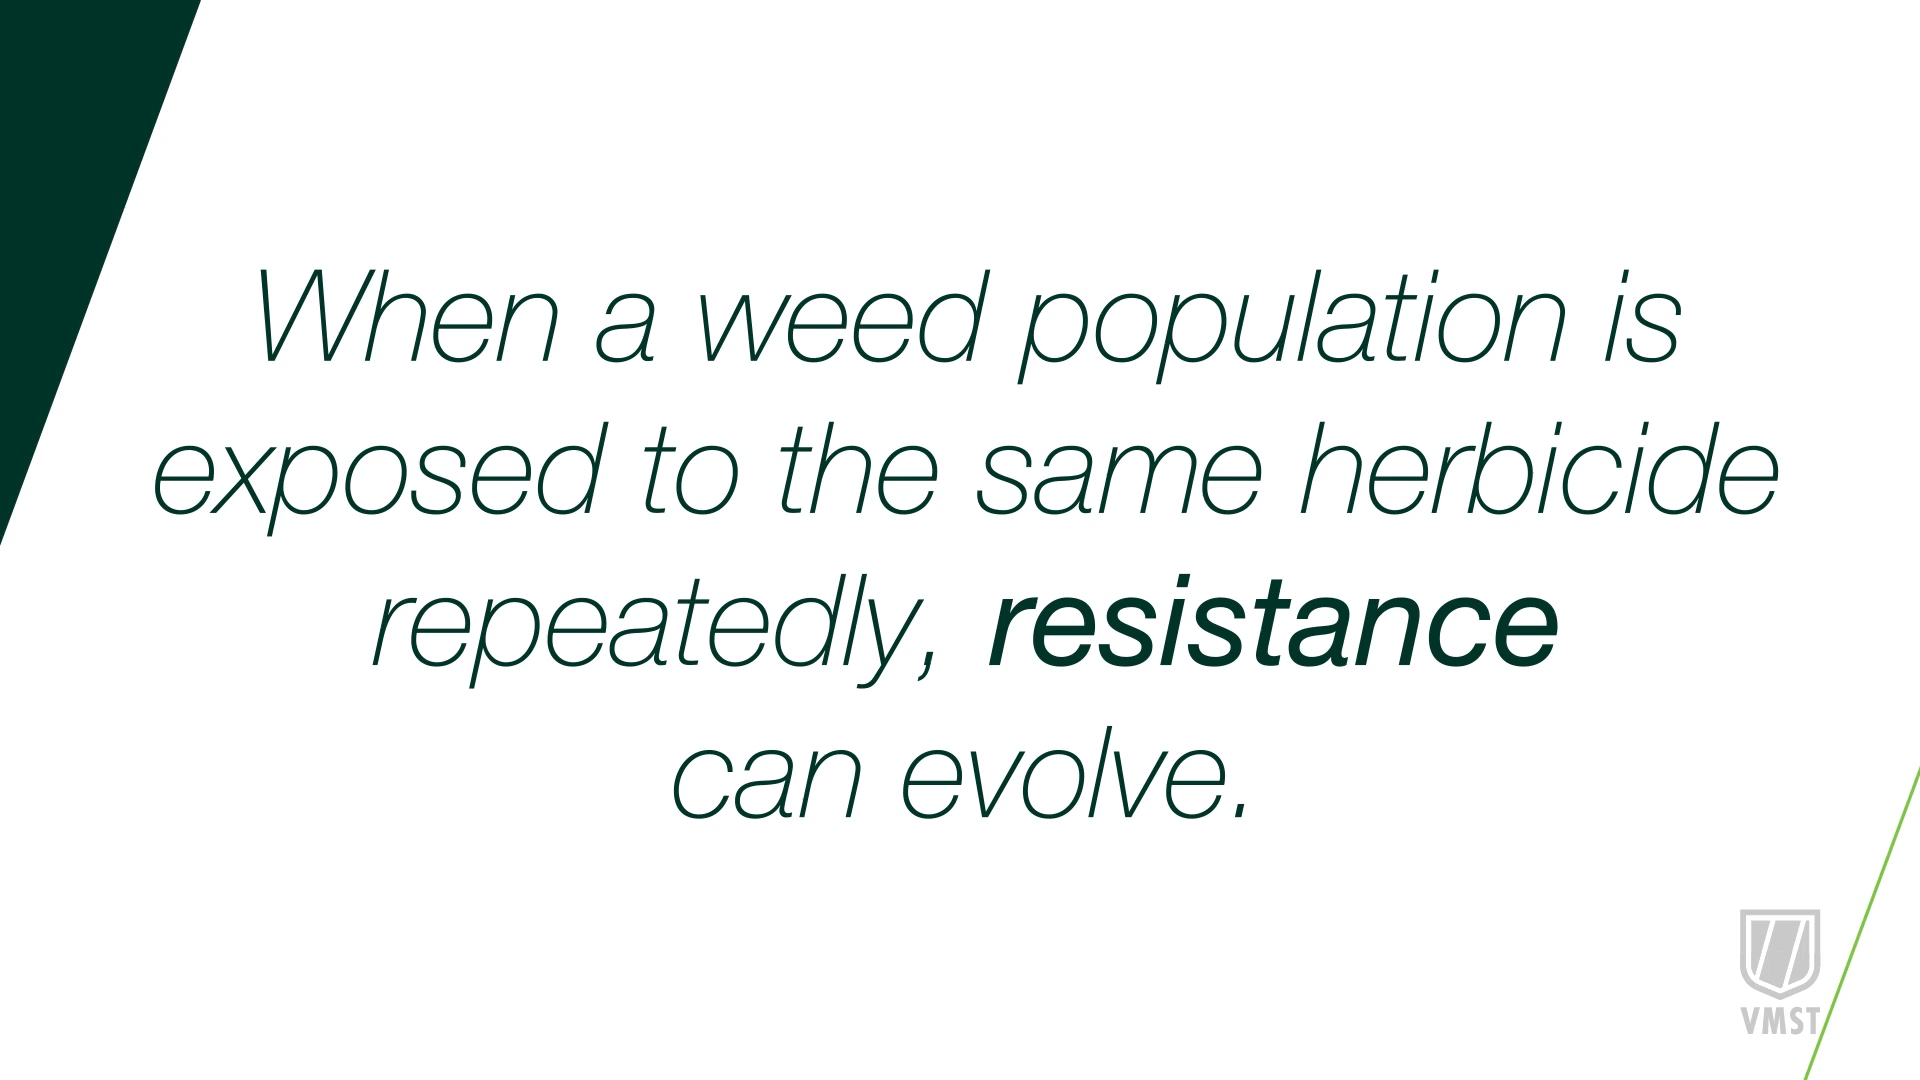 When a weed population is
exposed to the same herbicide
repeatedly, resistance
can evolve.
VMST